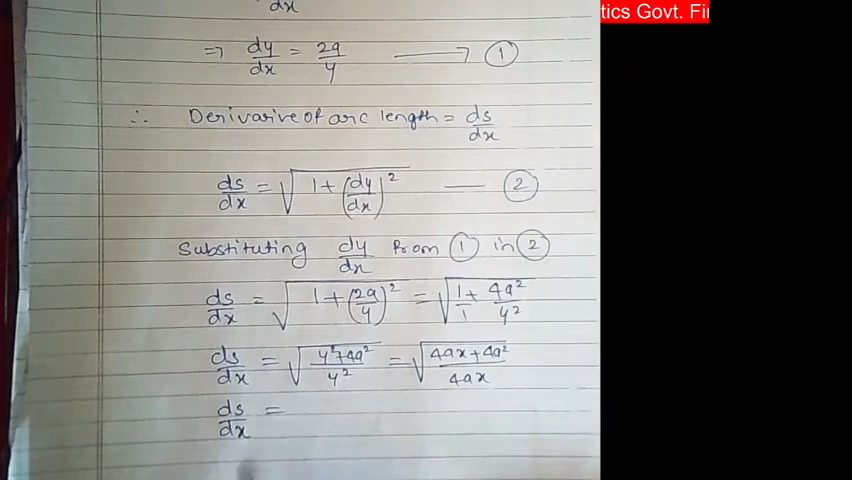 dx
tics Govt. Fi
⇒ dy/dx = 2a/y ⟶ ①
∴ Derivarive of arc length = ds/dx
ds/dx = √(1+(dy/dx)²) — ②
Substituting dy/dx from ① in ②
ds/dx = √(1+(2a/y)²) = √(1/1 + 4a²/y²)
ds/dx = √((y²+4a²)/y²) = √((4ax+4a²)/4ax)
ds/dx =